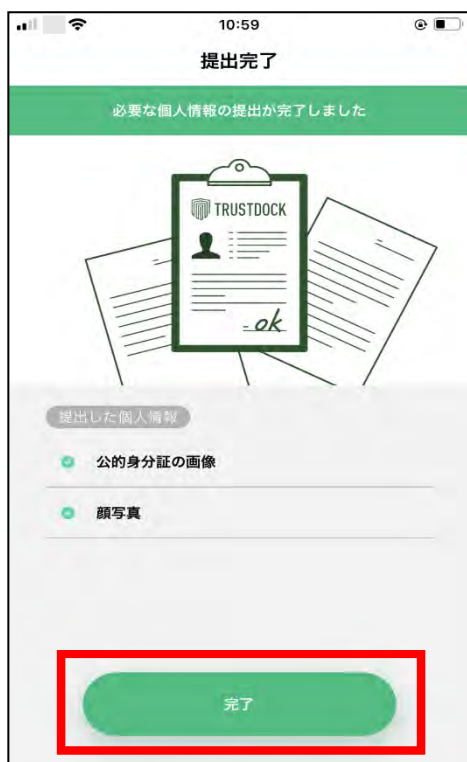 10:59
提出完了
必要な個人情報の提出が完了しました
TRUSTDOCK
ok
提出した個人情報
公的身分証の画像
顔写真
完了